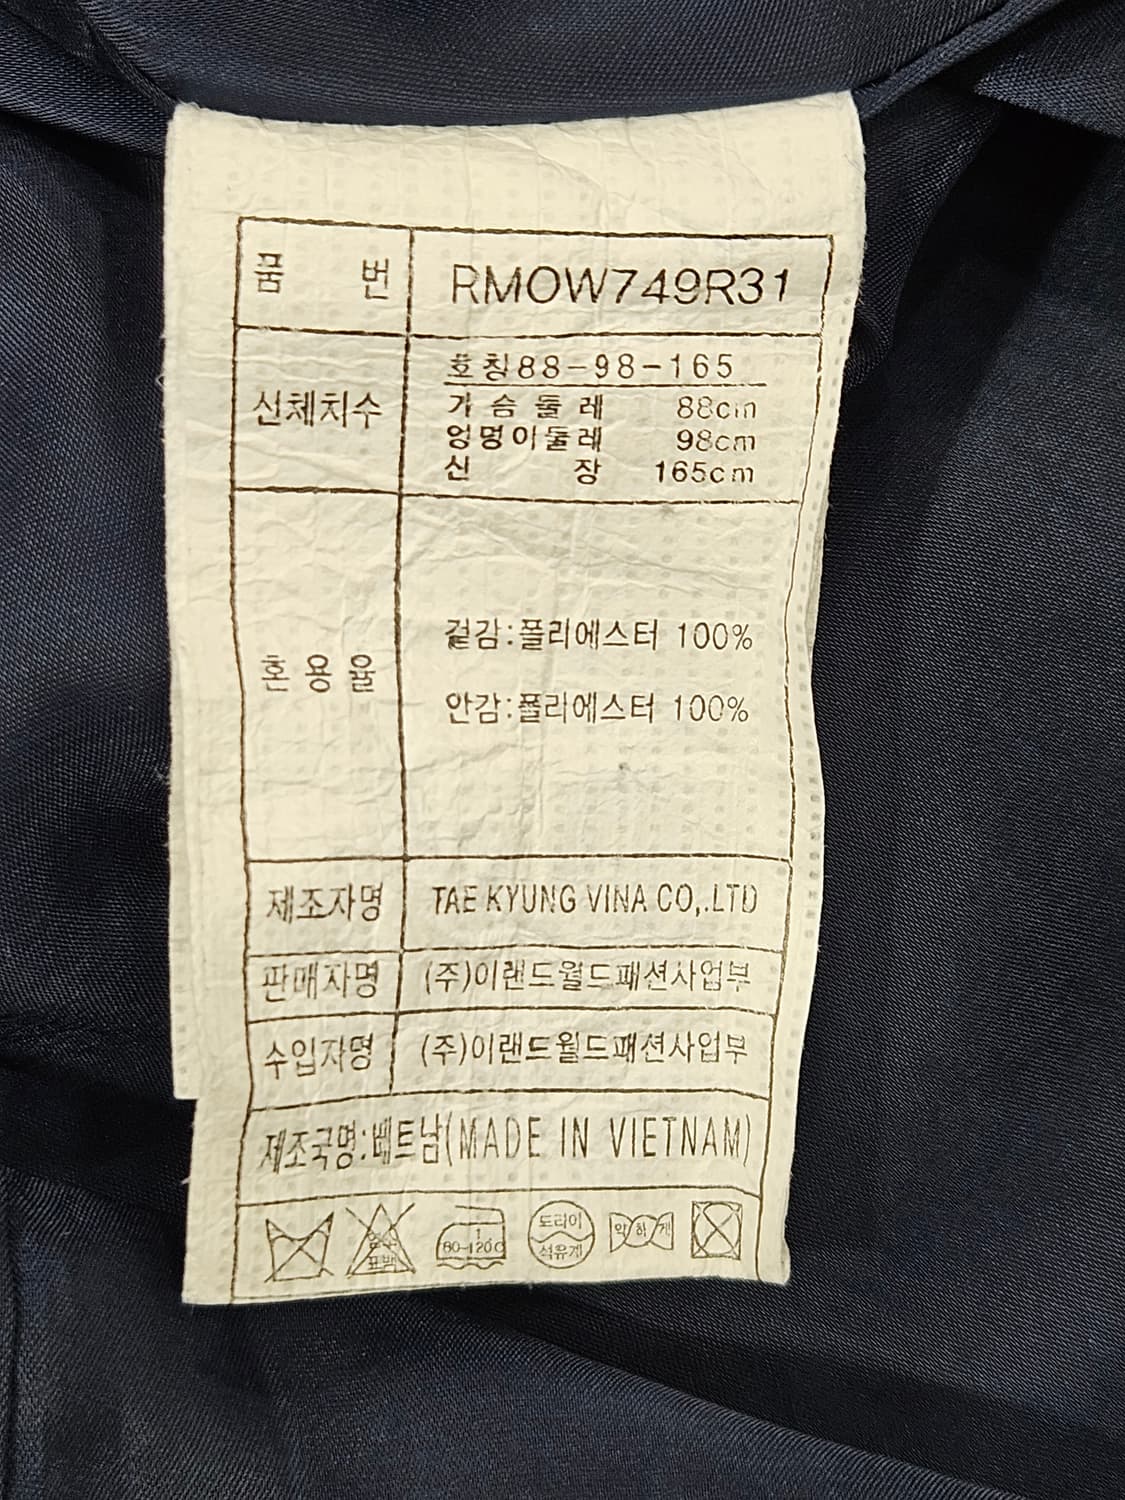 품 번 RMOW749R31
신체치수
호칭88-98-165
가슴둘레 88cm
엉덩이둘레 98cm
신 장 165cm
혼용율
겉감:폴리에스터 100%
안감:폴리에스터 100%
제조자명 TAE KYUNG VINA CO,.LTD
판매자명 (주)이랜드월드패션사업부
수입자명 (주)이랜드월드패션사업부
제조국명:베트남(MADE IN VIETNAM)
염소
표백
1
80-120℃
드라이
석유계
약하게